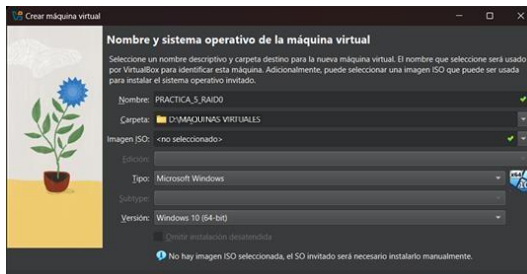 Crear máquina virtual
Nombre y sistema operativo de la máquina virtual
Seleccione un nombre descriptivo y carpeta destino para la nueva máquina virtual. El nombre que seleccione será usado
por VirtualBox para identificar esta máquina. Adicionalmente, puede seleccionar una imagen ISO que puede ser usada
para instalar el sistema operativo invitado.
Nombre: PRACTICA_5_RAID0
Carpeta: D:\MAQUINAS VIRTUALES
Imagen ISO: <no seleccionado>
Edición:
Tipo: Microsoft Windows
x64
Subtype:
Versión: Windows 10 (64-bit)
Omitir instalación desatendida
No hay imagen ISO seleccionada, el SO invitado será necesario instalarlo manualmente.